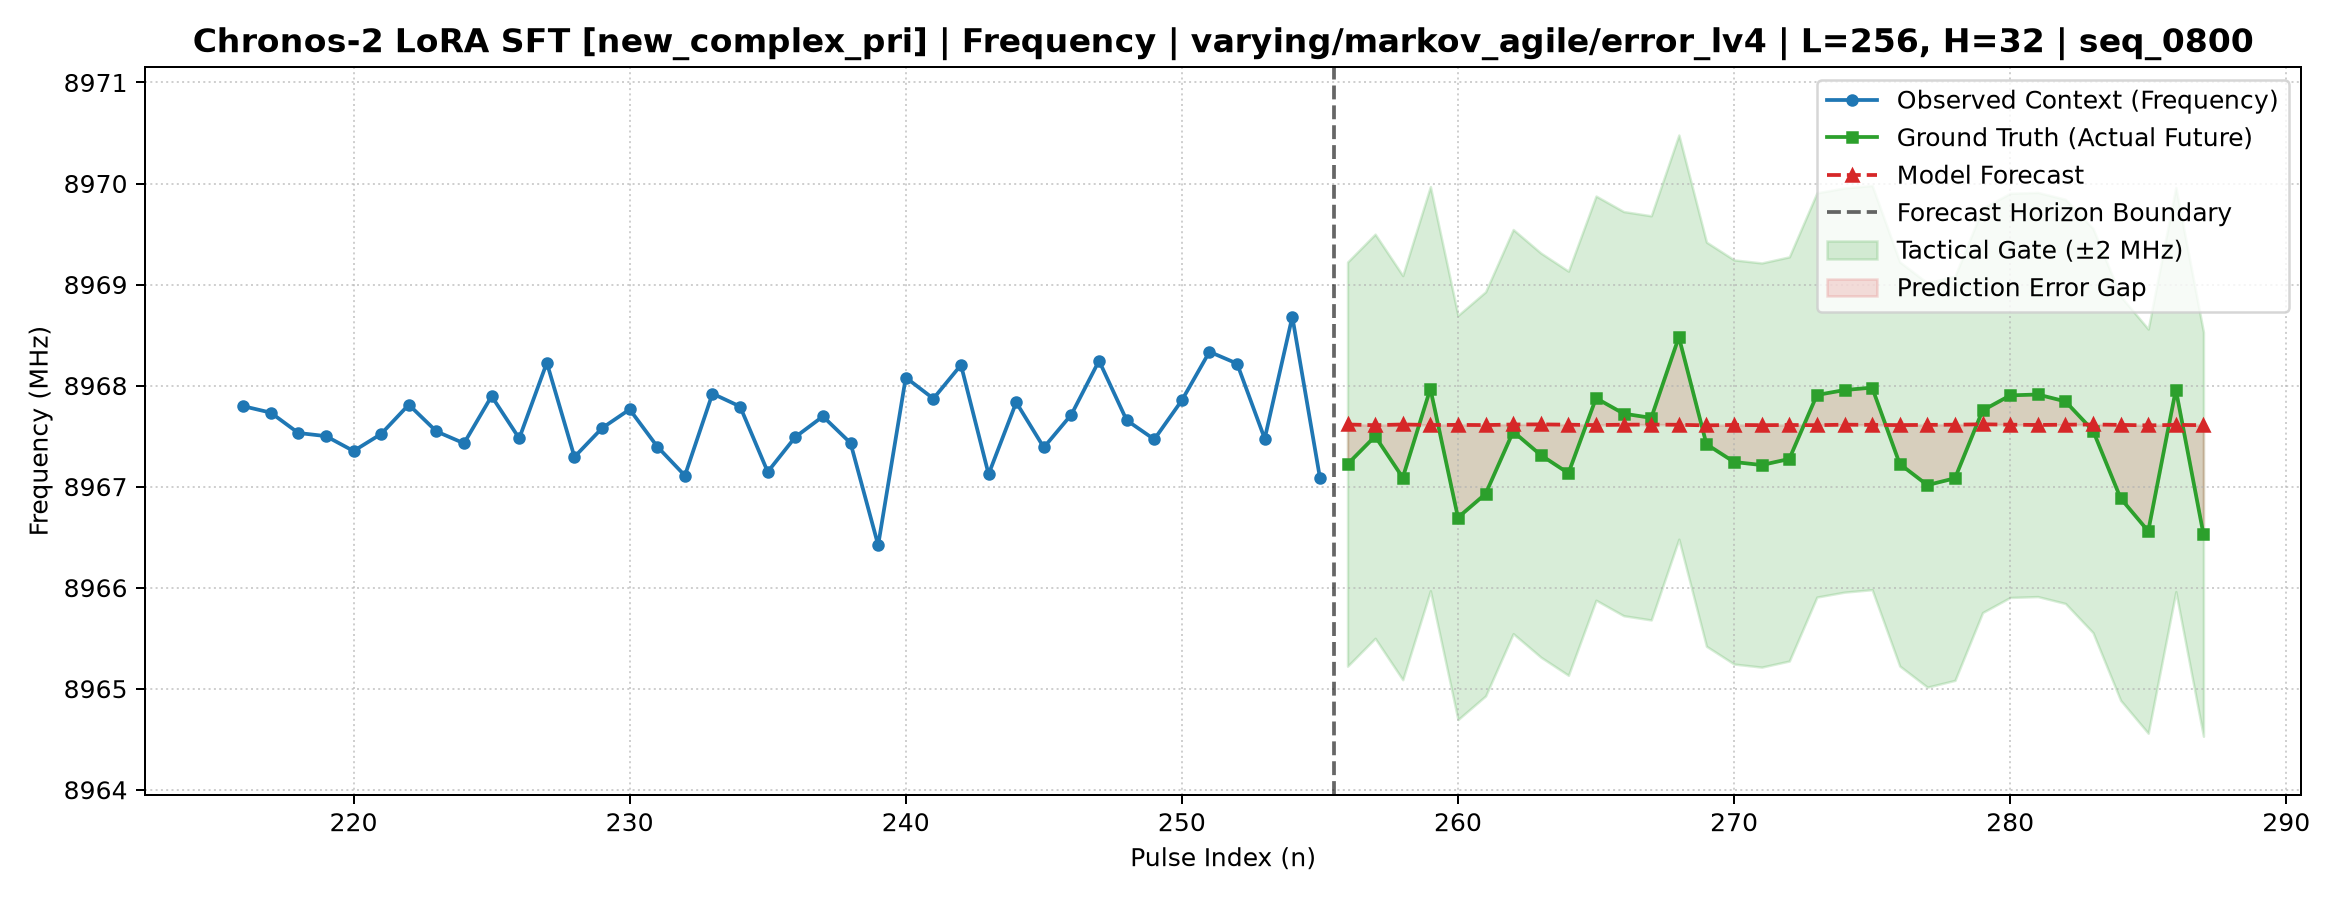 Chronos-2 LoRA SFT [new_complex_pri] | Frequency | varying/markov_agile/error_lv4 | L=256, H=32 | seq_0800
Observed Context (Frequency)
Ground Truth (Actual Future)
Model Forecast
Forecast Horizon Boundary
Tactical Gate (±2 MHz)
Prediction Error Gap
Frequency (MHz)
8971
8970
8969
8968
8967
8966
8965
8964
220 230 240 250 260 270 280 290
Pulse Index (n)